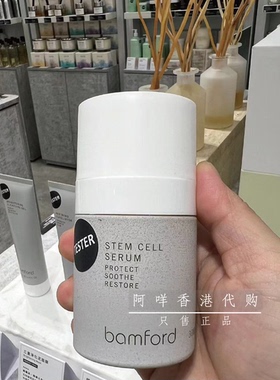 TESTER
STEM CELL
SERUM
PROTECT
SOOTHE
RESTORE
阿咩香港代购
只售正品
bamford